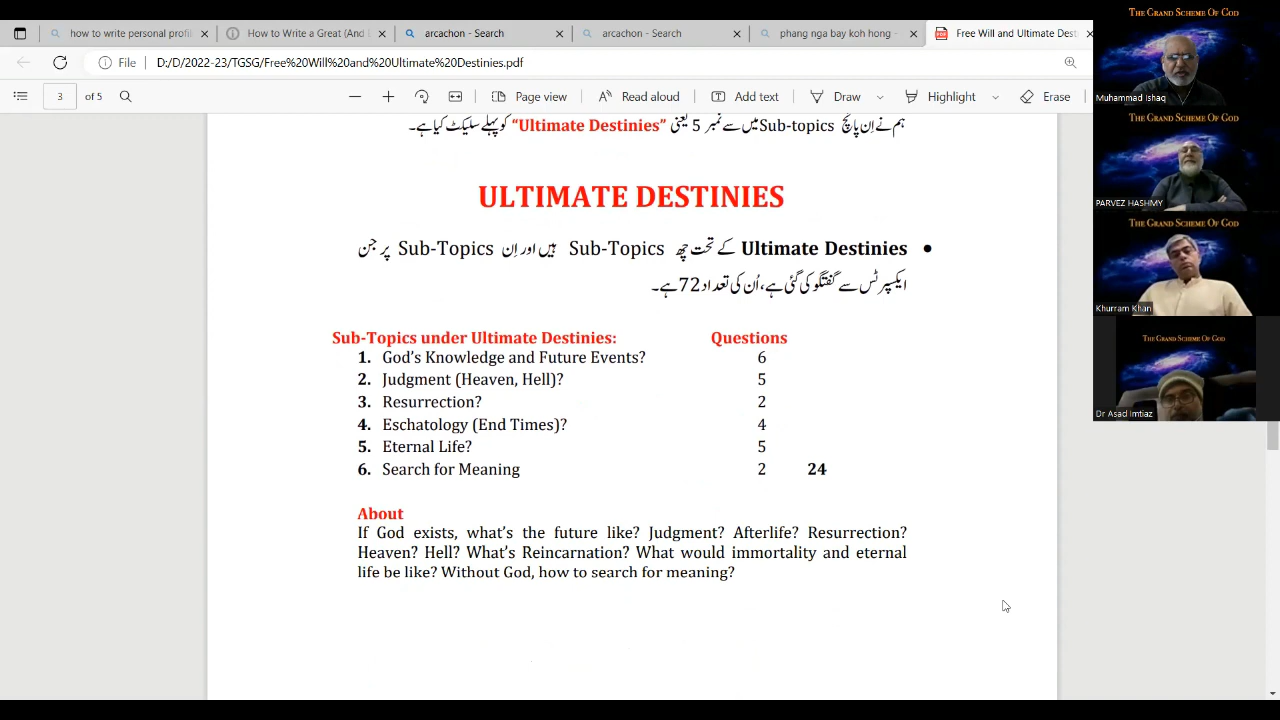 how to write personal profi
How to Write a Great (And E
arcachon - Search
arcachon - Search
phang nga bay koh hong -
Free Will and Ultimate Dest
File
D:/D/2022-23/TGSG/Free%20Will%20and%20Ultimate%20Destnies.pdf
3 of 5
Page view
Read aloud
Add text
Draw
Highlight
Erase
ہم نے اِن پانچ Sub-topics میں سے نمبر 5 یعنی “Ultimate Destinies” کو پہلے سلیکٹ کیا ہے۔
ULTIMATE DESTINIES
• Ultimate Destinies کے تحت چھ Sub-Topics ہیں اور اِن Sub-Topics پر جن
ایکسپرٹس سے گفتگو کی گئی ہے، اُن کی تعداد 72 ہے۔
Sub-Topics under Ultimate Destinies: Questions
1. God’s Knowledge and Future Events? 6
2. Judgment (Heaven, Hell)? 5
3. Resurrection? 2
4. Eschatology (End Times)? 4
5. Eternal Life? 5
6. Search for Meaning 2 24
About
If God exists, what’s the future like? Judgment? Afterlife? Resurrection?
Heaven? Hell? What’s Reincarnation? What would immortality and eternal
life be like? Without God, how to search for meaning?
THE GRAND SCHEME OF GOD
Muhammad Ishaq
THE GRAND SCHEME OF GOD
PARVEZ HASHMY
THE GRAND SCHEME OF GOD
Khurram Khan
THE GRAND SCHEME OF GOD
Dr Asad Imtiaz